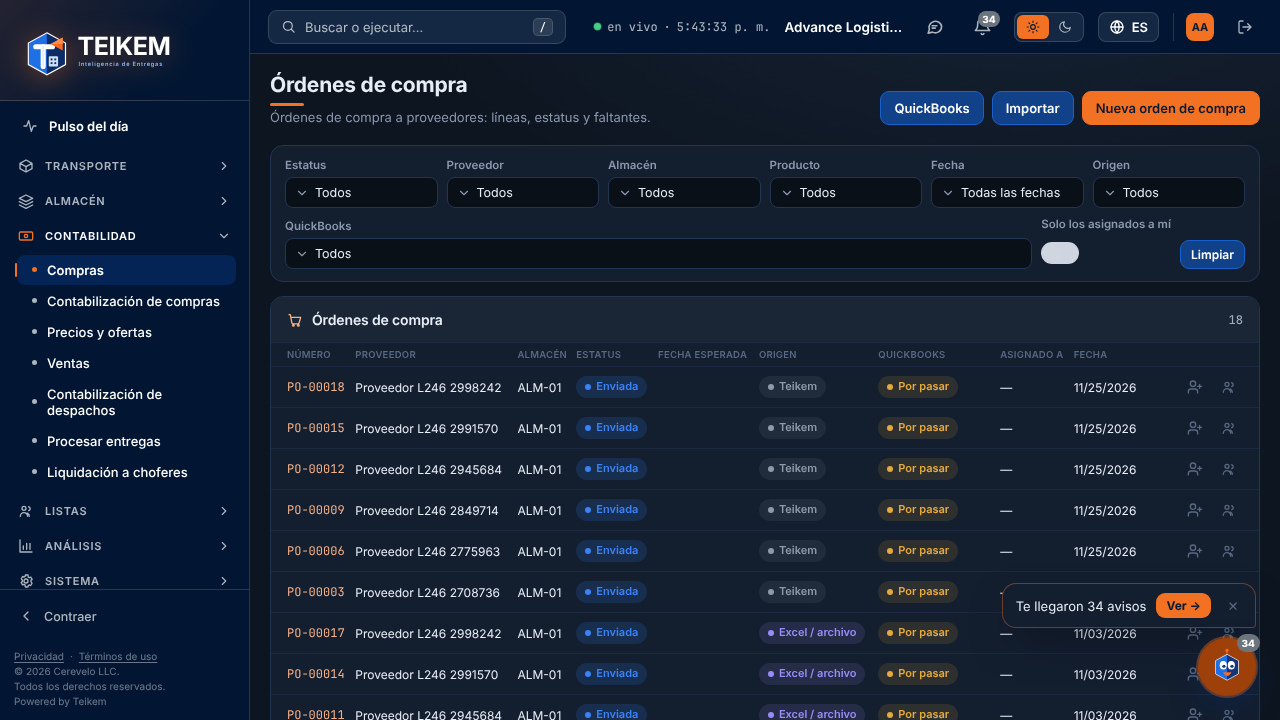 TEIKEM
Inteligencia de Entregas
Buscar o ejecutar...
/
en vivo · 5:43:33 p. m.
Advance Logisti...
34
ES
AA
Pulso del día
TRANSPORTE
ALMACÉN
CONTABILIDAD
Compras
Contabilización de compras
Precios y ofertas
Ventas
Contabilización de
despachos
Procesar entregas
Liquidación a choferes
LISTAS
ANÁLISIS
SISTEMA
Contraer
Privacidad · Términos de uso
© 2026 Cerevelo LLC.
Todos los derechos reservados.
Powered by Teikem
Órdenes de compra
Órdenes de compra a proveedores: líneas, estatus y faltantes.
QuickBooks
Importar
Nueva orden de compra
Estatus Proveedor Almacén Producto Fecha Origen
Todos Todos Todos Todos Todas las fechas Todos
QuickBooks Solo los asignados a mí
Todos Limpiar
Órdenes de compra 18
NÚMERO PROVEEDOR ALMACÉN ESTATUS FECHA ESPERADA ORIGEN QUICKBOOKS ASIGNADO A FECHA
PO-00018 Proveedor L246 2998242 ALM-01 Enviada Teikem Por pasar — 11/25/2026
PO-00015 Proveedor L246 2991570 ALM-01 Enviada Teikem Por pasar — 11/25/2026
PO-00012 Proveedor L246 2945684 ALM-01 Enviada Teikem Por pasar — 11/25/2026
PO-00009 Proveedor L246 2849714 ALM-01 Enviada Teikem Por pasar — 11/25/2026
PO-00006 Proveedor L246 2775963 ALM-01 Enviada Teikem Por pasar — 11/25/2026
PO-00003 Proveedor L246 2708736 ALM-01 Enviada Teikem Por pasar
Te llegaron 34 avisos Ver → ×
PO-00017 Proveedor L246 2998242 ALM-01 Enviada Excel / archivo Por pasar — 11/03/2026
34
PO-00014 Proveedor L246 2991570 ALM-01 Enviada Excel / archivo Por pasar — 11/03/2026
PO-00011 Proveedor L246 2945684 ALM-01 Enviada Excel / archivo Por pasar — 11/03/2026